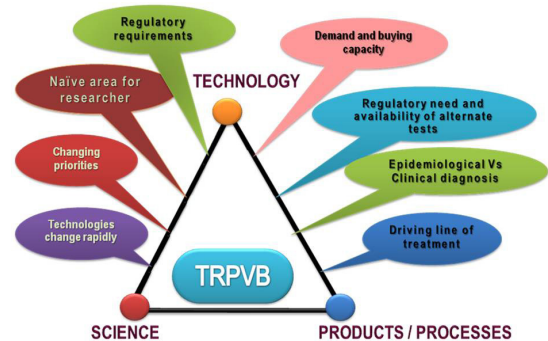 Regulatory
requirements
Demand and buying
capacity
TECHNOLOGY
Naïve area for
researcher
Regulatory need and
availability of alternate
tests
Changing
priorities
Epidemiological Vs
Clinical diagnosis
Technologies
change rapidly
Driving line of
treatment
TRPVB
SCIENCE
PRODUCTS / PROCESSES